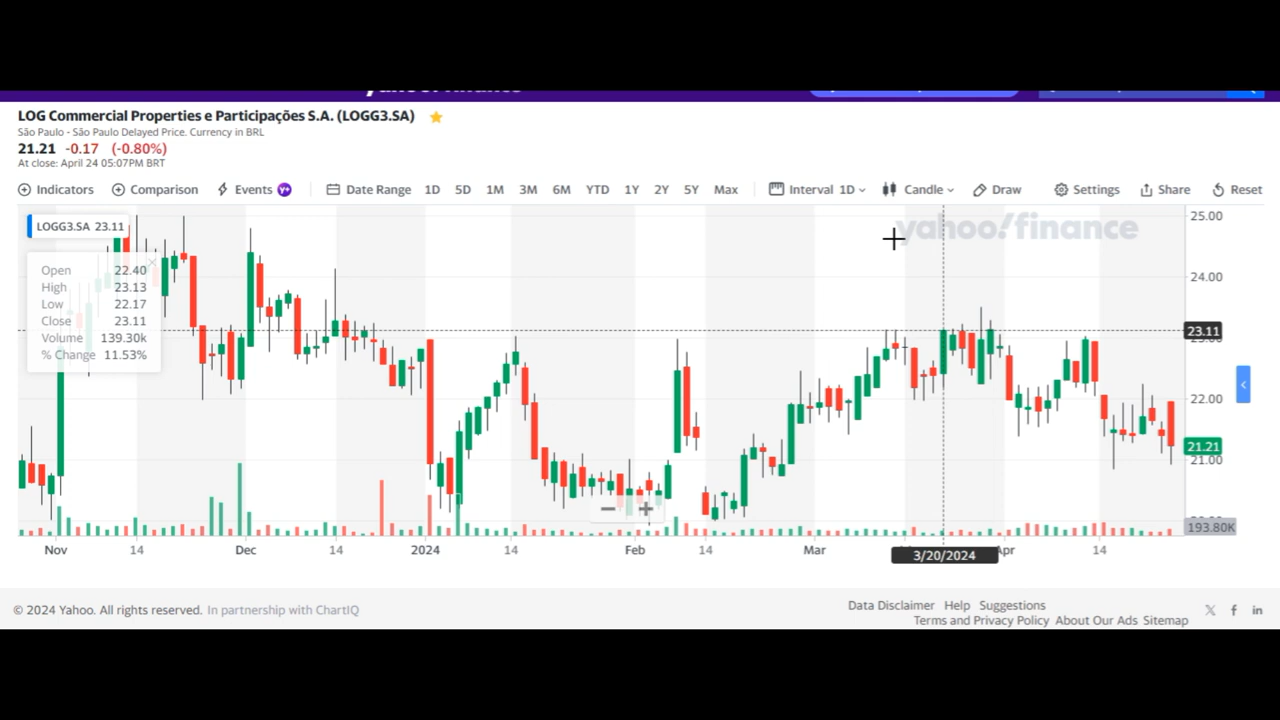 LOG Commercial Properties e Participações S.A. (LOGG3.SA)
São Paulo - São Paulo Delayed Price. Currency in BRL
21.21 -0.17 (-0.80%)
At close: April 24 05:07PM BRT
Indicators Comparison Events Y+ Date Range 1D 5D 1M 3M 6M YTD 1Y 2Y 5Y Max Interval 1D Candle Draw Settings Share Reset
LOGG3.SA 23.11
yahoo!finance
Open 22.40
High 23.13
Low 22.17
Close 23.11
Volume 139.30k
% Change 11.53%
25.00
24.00
23.11
23.00
22.00
21.21
21.00
193.80K
Nov 14 Dec 14 2024 14 Feb 14 Mar Apr 14
3/20/2024
© 2024 Yahoo. All rights reserved. In partnership with ChartIQ
Data Disclaimer Help Suggestions
Terms and Privacy Policy About Our Ads Sitemap